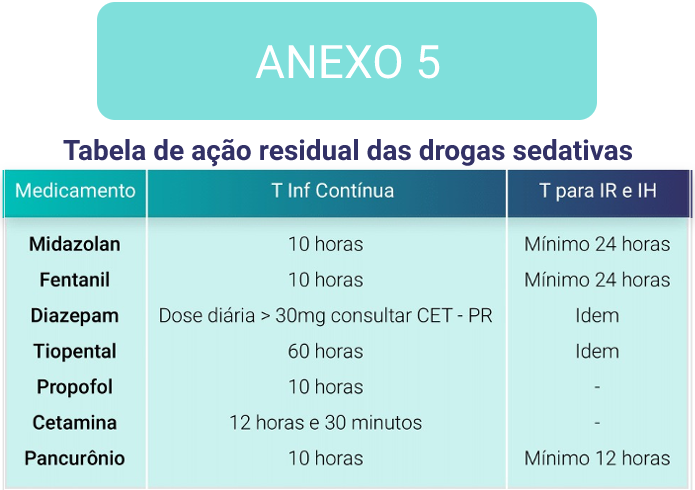 ANEXO 5
Tabela de ação residual das drogas sedativas
Medicamento T Inf Contínua T para IR e IH
Midazolan 10 horas Mínimo 24 horas
Fentanil 10 horas Mínimo 24 horas
Diazepam Dose diária > 30mg consultar CET - PR Idem
Tiopental 60 horas Idem
Propofol 10 horas -
Cetamina 12 horas e 30 minutos -
Pancurônio 10 horas Mínimo 12 horas